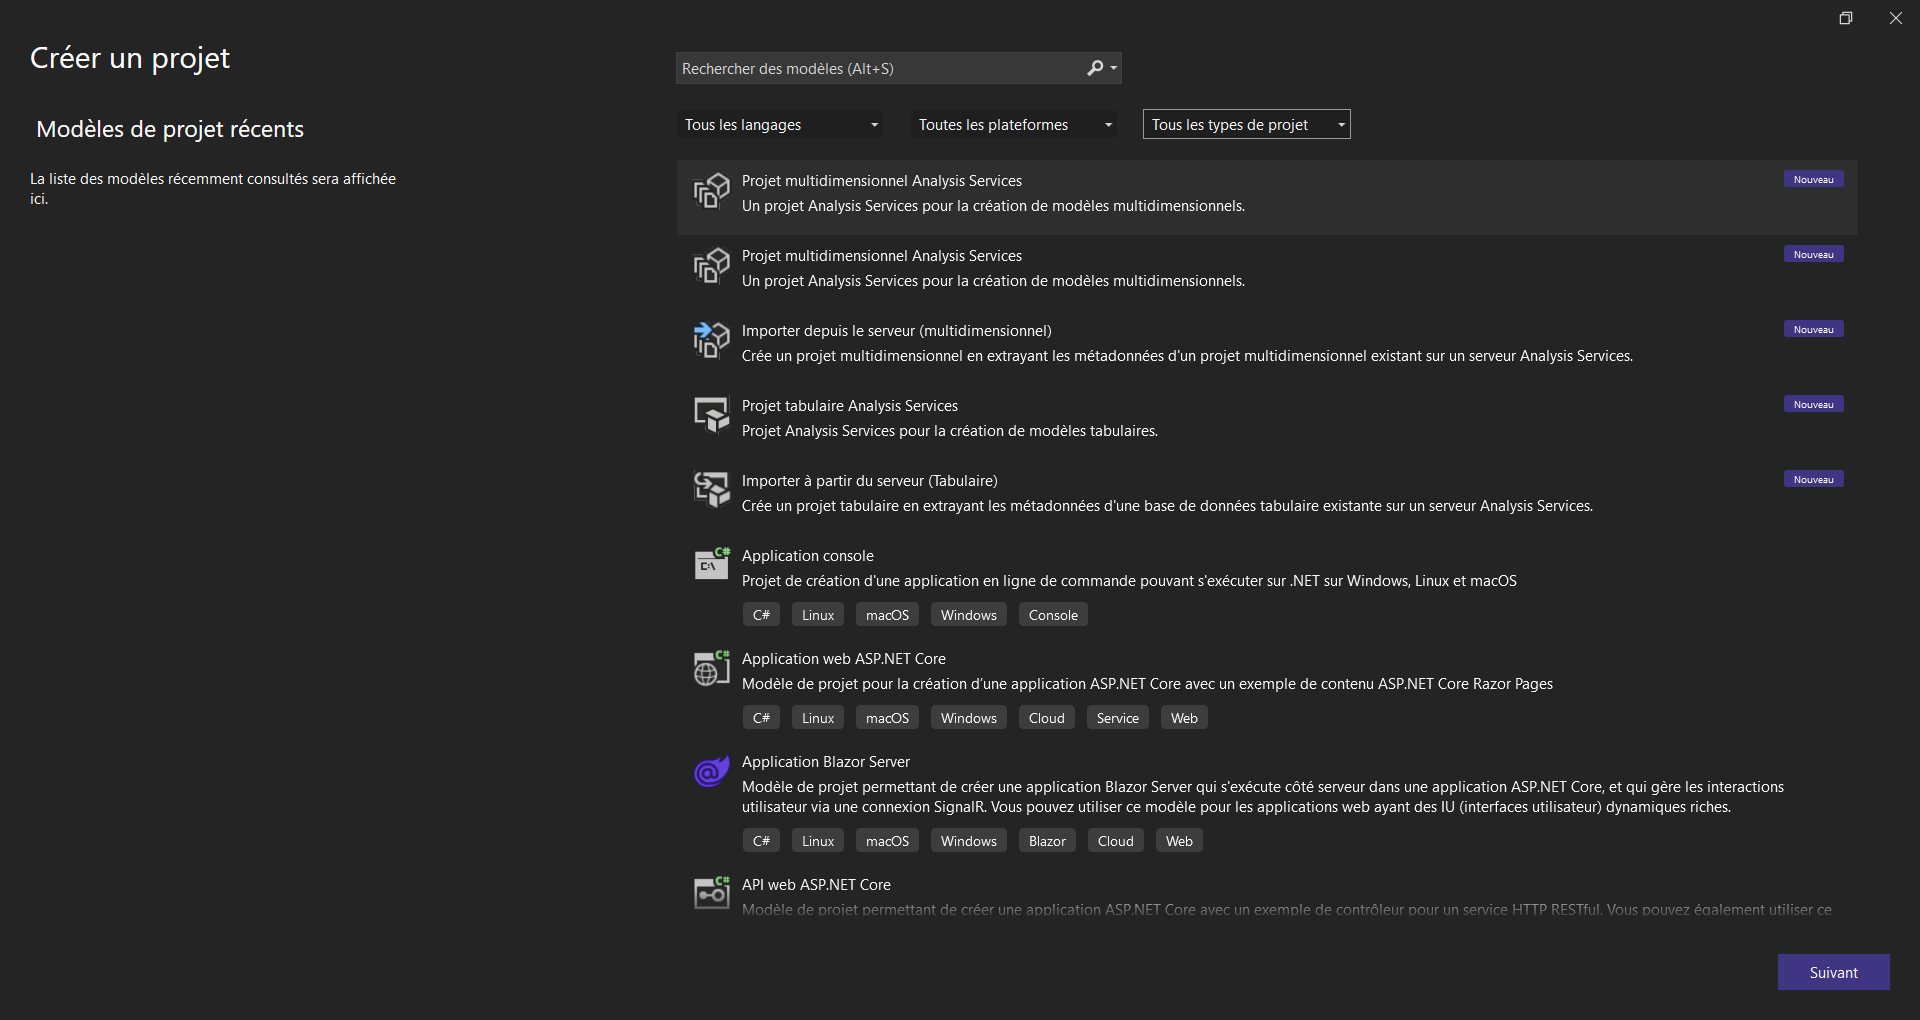 Créer un projet
Modèles de projet récents
La liste des modèles récemment consultés sera affichée
ici.
Rechercher des modèles (Alt+S)
Tous les langages
Toutes les plateformes
Tous les types de projet
Projet multidimensionnel Analysis Services
Nouveau
Un projet Analysis Services pour la création de modèles multidimensionnels.
Projet multidimensionnel Analysis Services
Nouveau
Un projet Analysis Services pour la création de modèles multidimensionnels.
Importer depuis le serveur (multidimensionnel)
Nouveau
Crée un projet multidimensionnel en extrayant les métadonnées d'un projet multidimensionnel existant sur un serveur Analysis Services.
Projet tabulaire Analysis Services
Nouveau
Projet Analysis Services pour la création de modèles tabulaires.
Importer à partir du serveur (Tabulaire)
Nouveau
Crée un projet tabulaire en extrayant les métadonnées d'une base de données tabulaire existante sur un serveur Analysis Services.
C#
C:\
Application console
Projet de création d'une application en ligne de commande pouvant s'exécuter sur .NET sur Windows, Linux et macOS
C# Linux macOS Windows Console
C#
Application web ASP.NET Core
Modèle de projet pour la création d’une application ASP.NET Core avec un exemple de contenu ASP.NET Core Razor Pages
C# Linux macOS Windows Cloud Service Web
Application Blazor Server
Modèle de projet permettant de créer une application Blazor Server qui s'exécute côté serveur dans une application ASP.NET Core, et qui gère les interactions
utilisateur via une connexion SignalR. Vous pouvez utiliser ce modèle pour les applications web ayant des IU (interfaces utilisateur) dynamiques riches.
C# Linux macOS Windows Blazor Cloud Web
C#
API web ASP.NET Core
Modèle de projet permettant de créer une application ASP.NET Core avec un exemple de contrôleur pour un service HTTP RESTful. Vous pouvez également utiliser ce
Suivant